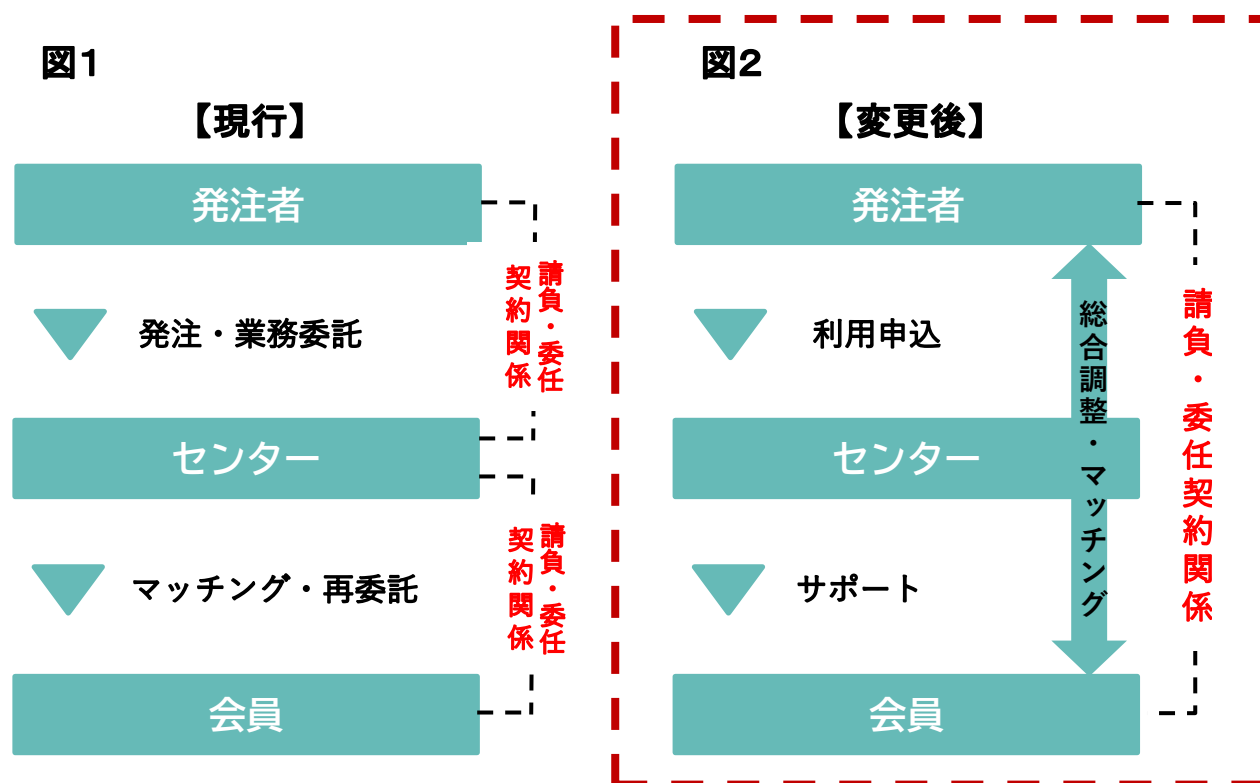 図1
【現行】
発注者
発注・業務委託
請負・委任
契約関係
センター
マッチング・再委託
請負・委任
契約関係
会員
図2
【変更後】
発注者
利用申込
センター
サポート
会員
総合調整・マッチング
請負・委任契約関係